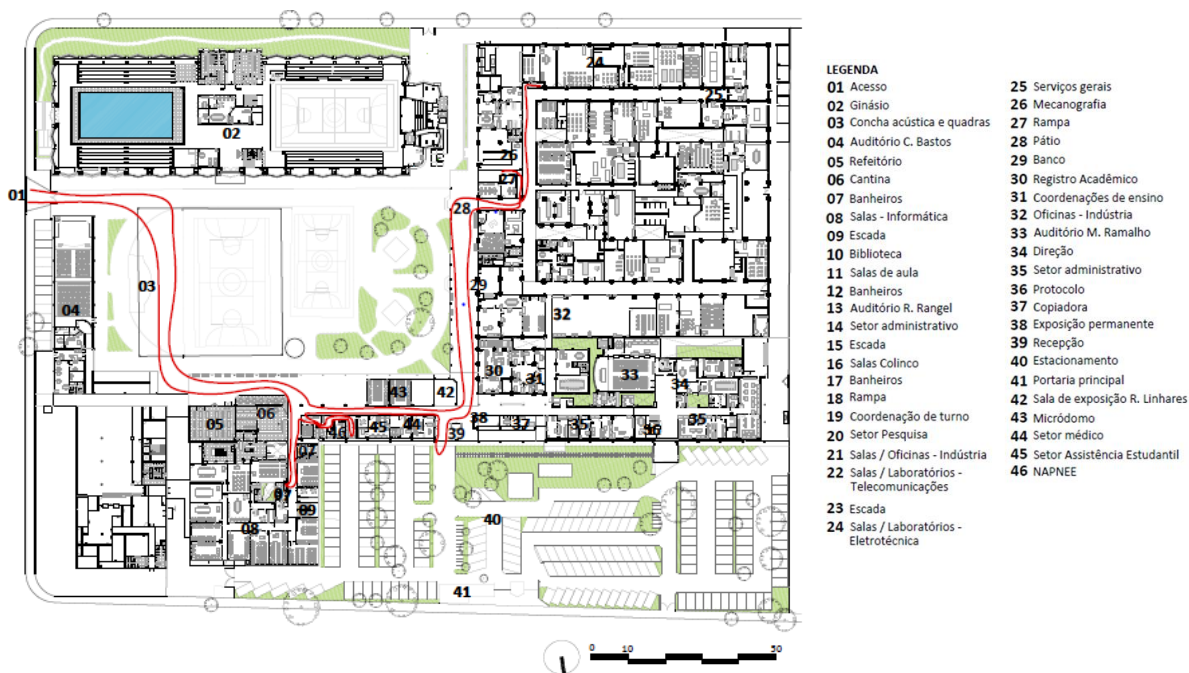 24
25
02
26
27
01
28
03
29
04
32
30
31
33
34
43
42
06
05
38
37
35
36
35
46
45
44
39
07
07
09
08
40
41
0
10
30
LEGENDA
01 Acesso
02 Ginásio
03 Concha acústica e quadras
04 Auditório C. Bastos
05 Refeitório
06 Cantina
07 Banheiros
08 Salas - Informática
09 Escada
10 Biblioteca
11 Salas de aula
12 Banheiros
13 Auditório R. Rangel
14 Setor administrativo
15 Escada
16 Salas Colinco
17 Banheiros
18 Rampa
19 Coordenação de turno
20 Setor Pesquisa
21 Salas / Oficinas - Indústria
22 Salas / Laboratórios -
Telecomunicações
23 Escada
24 Salas / Laboratórios -
Eletrotécnica
25 Serviços gerais
26 Mecanografia
27 Rampa
28 Pátio
29 Banco
30 Registro Acadêmico
31 Coordenações de ensino
32 Oficinas - Indústria
33 Auditório M. Ramalho
34 Direção
35 Setor administrativo
36 Protocolo
37 Copiadora
38 Exposição permanente
39 Recepção
40 Estacionamento
41 Portaria principal
42 Sala de exposição R. Linhares
43 Micródomo
44 Setor médico
45 Setor Assistência Estudantil
46 NAPNEE